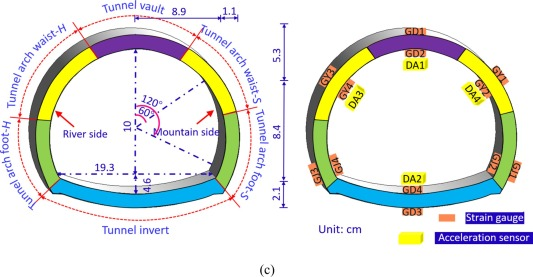 8.9
1.1
Tunnel vault
Tunnel arch waist-H
Tunnel arch waist-S
Tunnel arch foot-H
Tunnel arch foot-S
120°
60°
10
River side
Mountain side
19.3
4.6
Tunnel invert
5.3
8.4
2.1
GD1
GD2
DA1
GY3
GY4
DA3
GY1
GY2
DA4
GJ3
GJ4
GJ2
GJ1
DA2
GD4
GD3
Unit: cm
Strain gauge
Acceleration sensor
(c)